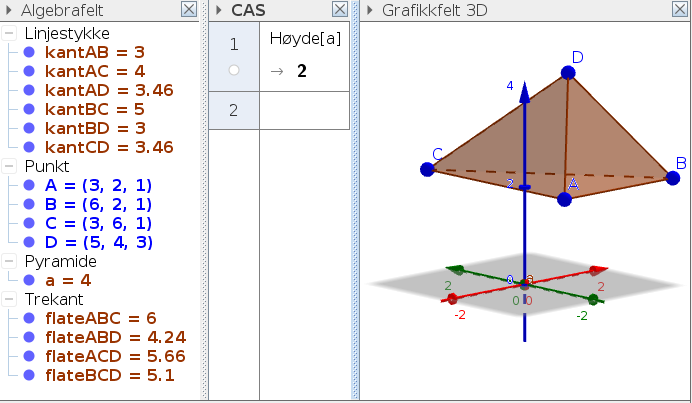 Algebrafelt
Linjestykke
kantAB = 3
kantAC = 4
kantAD = 3.46
kantBC = 5
kantBD = 3
kantCD = 3.46
Punkt
A = (3, 2, 1)
B = (6, 2, 1)
C = (3, 6, 1)
D = (5, 4, 3)
Pyramide
a = 4
Trekant
flateABC = 6
flateABD = 4.24
flateACD = 5.66
flateBCD = 5.1
CAS
1
Høyde[a]
→ 2
2
Grafikkfelt 3D
D
4
C
B
2
A
0
2
2
0
0
-2
-2